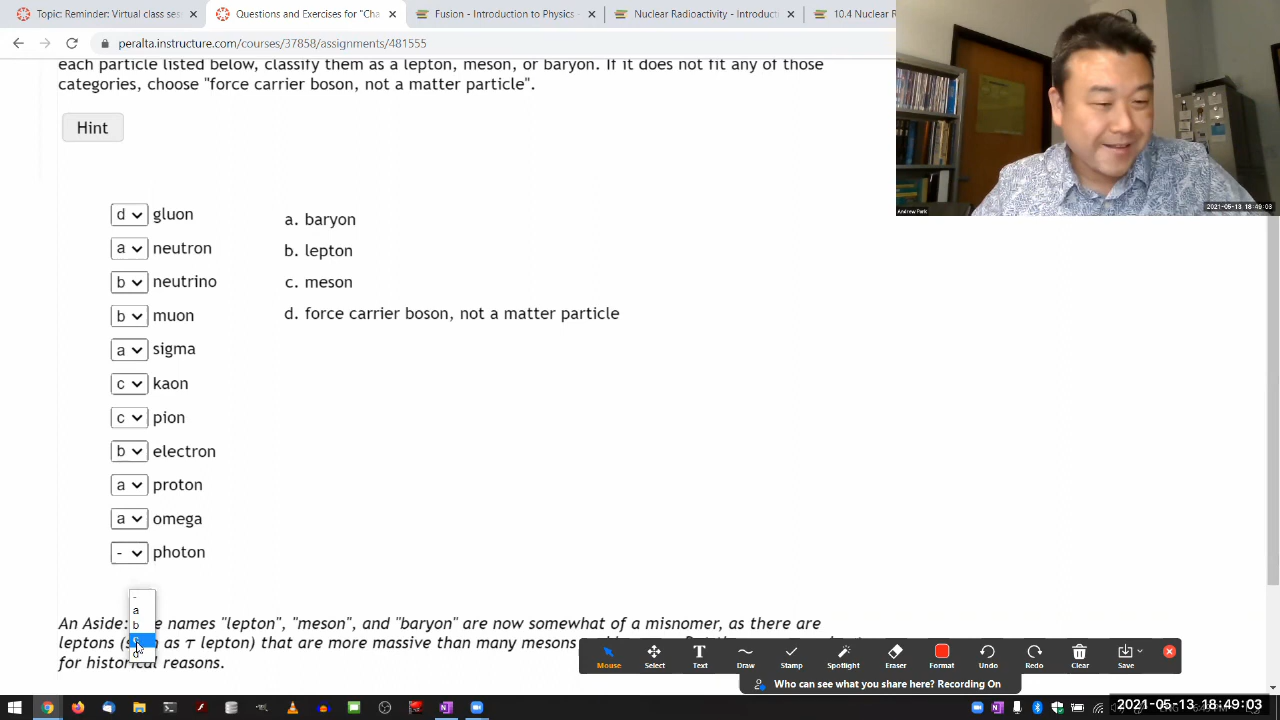 Topic: Reminder: Virtual class ses
Questions and Exercises for "Cha
Fusion - Introduction to Physics -
Nuclear Radioactivity - Introducti
10.4 Nuclear R
peralta.instructure.com/courses/37858/assignments/481555
each particle listed below, classify them as a lepton, meson, or baryon. If it does not fit any of those
categories, choose "force carrier boson, not a matter particle".
Hint
d gluon
a neutron
b neutrino
b muon
a sigma
c kaon
c pion
b electron
a proton
a omega
- photon
a. baryon
b. lepton
c. meson
d. force carrier boson, not a matter particle
-
a
b
An Aside: names "lepton", "meson", and "baryon" are now somewhat of a misnomer, as there are
leptons ( as τ lepton) that are more massive than many mesons
for historical reasons.
Mouse
Select
Text
Draw
Stamp
Spotlight
Eraser
Format
Undo
Redo
Clear
Save
Who can see what you share here? Recording On
Andrew Park
2021-05-13 18:49:03
2021-05-13 18:49:03